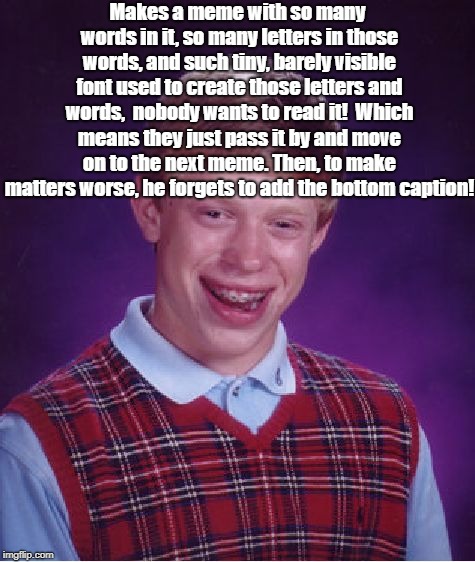 Makes a meme with so many
words in it, so many letters in those
words, and such tiny, barely visible
font used to create those letters and
words,  nobody wants to read it!  Which
means they just pass it by and move
on to the next meme. Then, to make
matters worse, he forgets to add the bottom caption!
imgflip.com